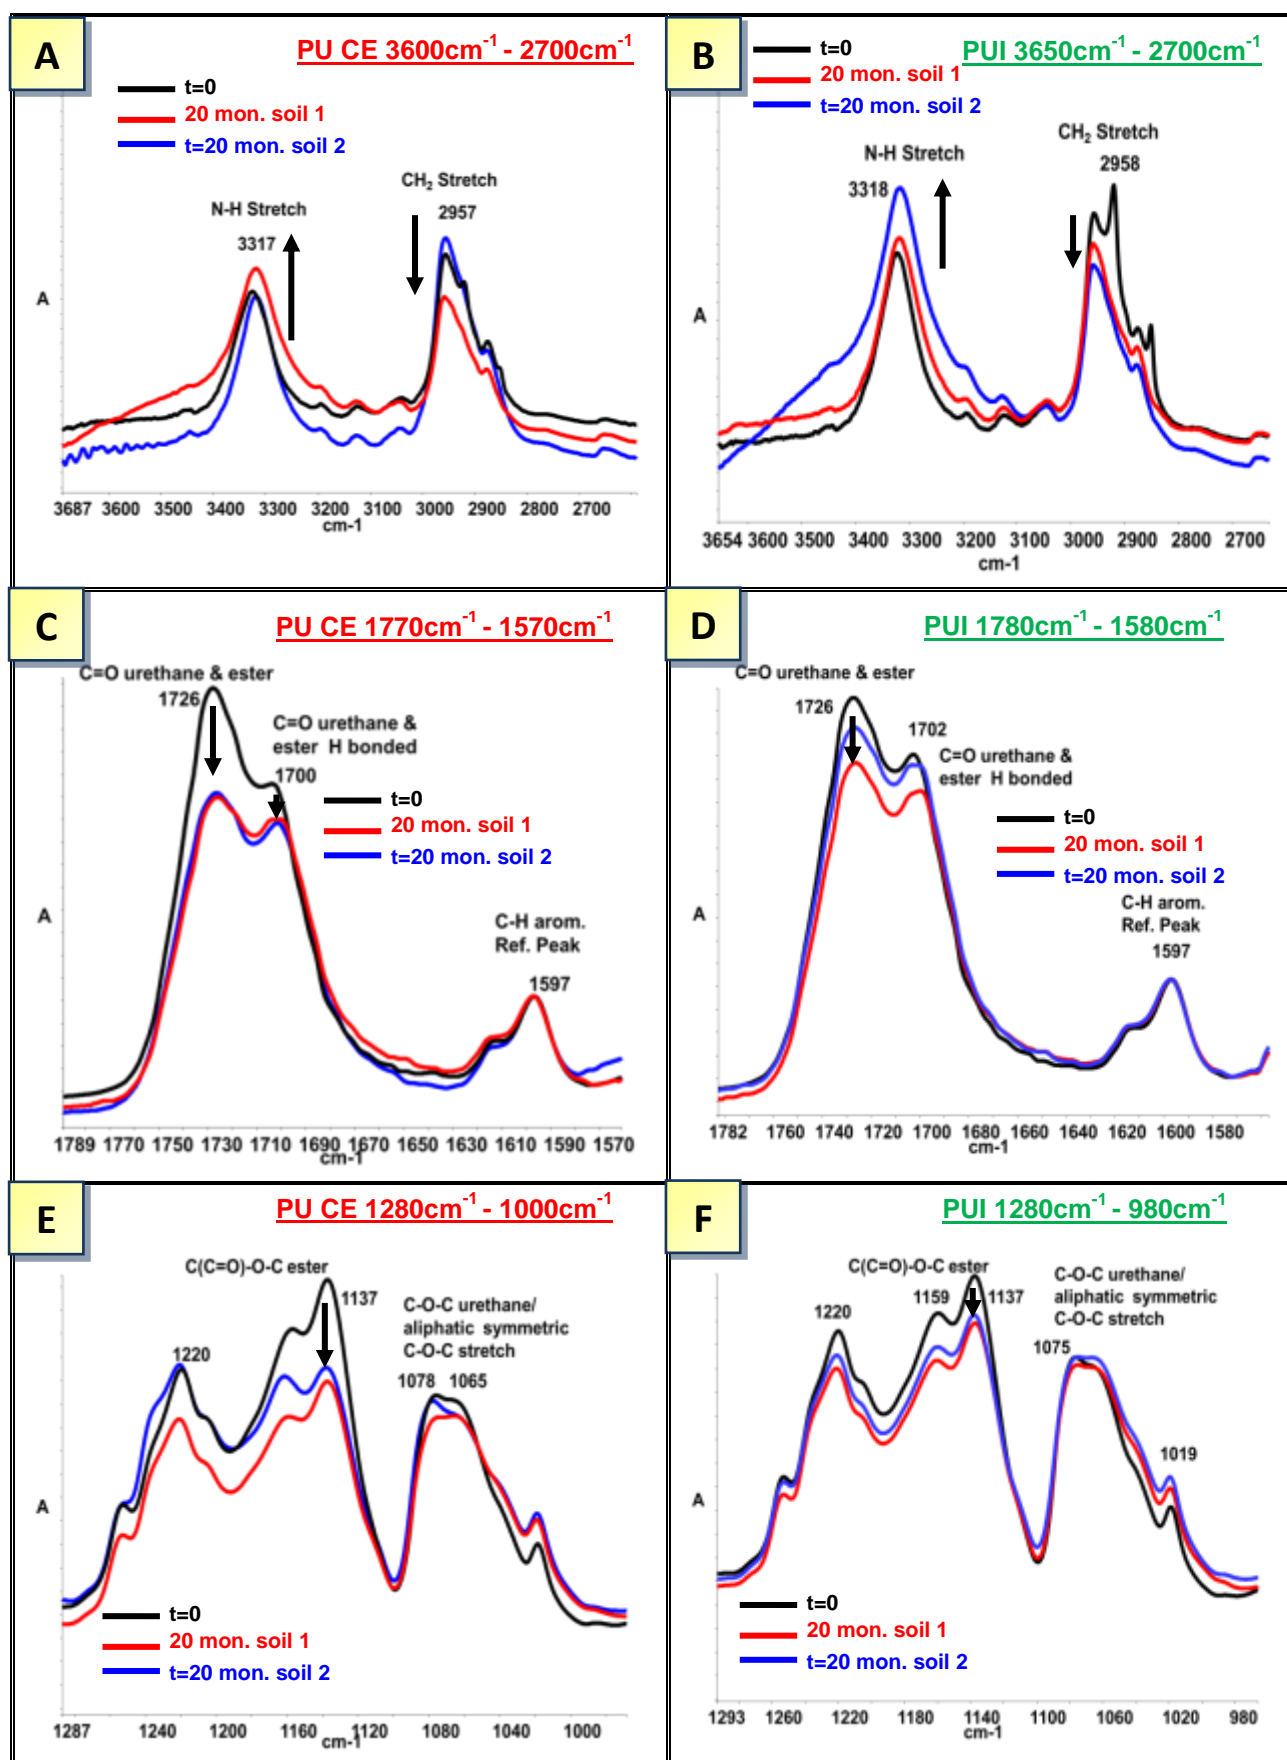 A
PU CE 3600cm-1 - 2700cm-1
t=0
20 mon. soil 1
t=20 mon. soil 2
CH2 Stretch
N-H Stretch
2957
3317
A
3687 3600 3500 3400 3300 3200 3100 3000 2900 2800 2700
cm-1
B
PUI 3650cm-1 - 2700cm-1
t=0
20 mon. soil 1
t=20 mon. soil 2
CH2 Stretch
N-H Stretch
2958
3318
A
3654 3600 3500 3400 3300 3200 3100 3000 2900 2800 2700
cm-1
C
PU CE 1770cm-1 - 1570cm-1
C=O urethane & ester
1726
C=O urethane &
ester H bonded
1700
t=0
20 mon. soil 1
t=20 mon. soil 2
A
C-H arom.
Ref. Peak
1597
1789 1770 1750 1730 1710 1690 1670 1650 1630 1610 1590 1570
cm-1
D
PUI 1780cm-1 - 1580cm-1
C=O urethane & ester
1726
1702
C=O urethane &
ester H bonded
t=0
20 mon. soil 1
t=20 mon. soil 2
C-H arom.
Ref. Peak
A
1597
1782 1760 1740 1720 1700 1680 1660 1640 1620 1600 1580
cm-1
E
PU CE 1280cm-1 - 1000cm-1
C(C=O)-O-C ester
1137
C-O-C urethane/
aliphatic symmetric
C-O-C stretch
1220
1078 1065
A
t=0
20 mon. soil 1
t=20 mon. soil 2
1287 1240 1200 1160 1120 1080 1040 1000
cm-1
F
PUI 1280cm-1 - 980cm-1
C(C=O)-O-C ester
C-O-C urethane/
aliphatic symmetric
C-O-C stretch
1220
1159
1137
1075
1019
A
t=0
20 mon. soil 1
t=20 mon. soil 2
1293 1260 1220 1180 1140 1100 1060 1020 980
cm-1